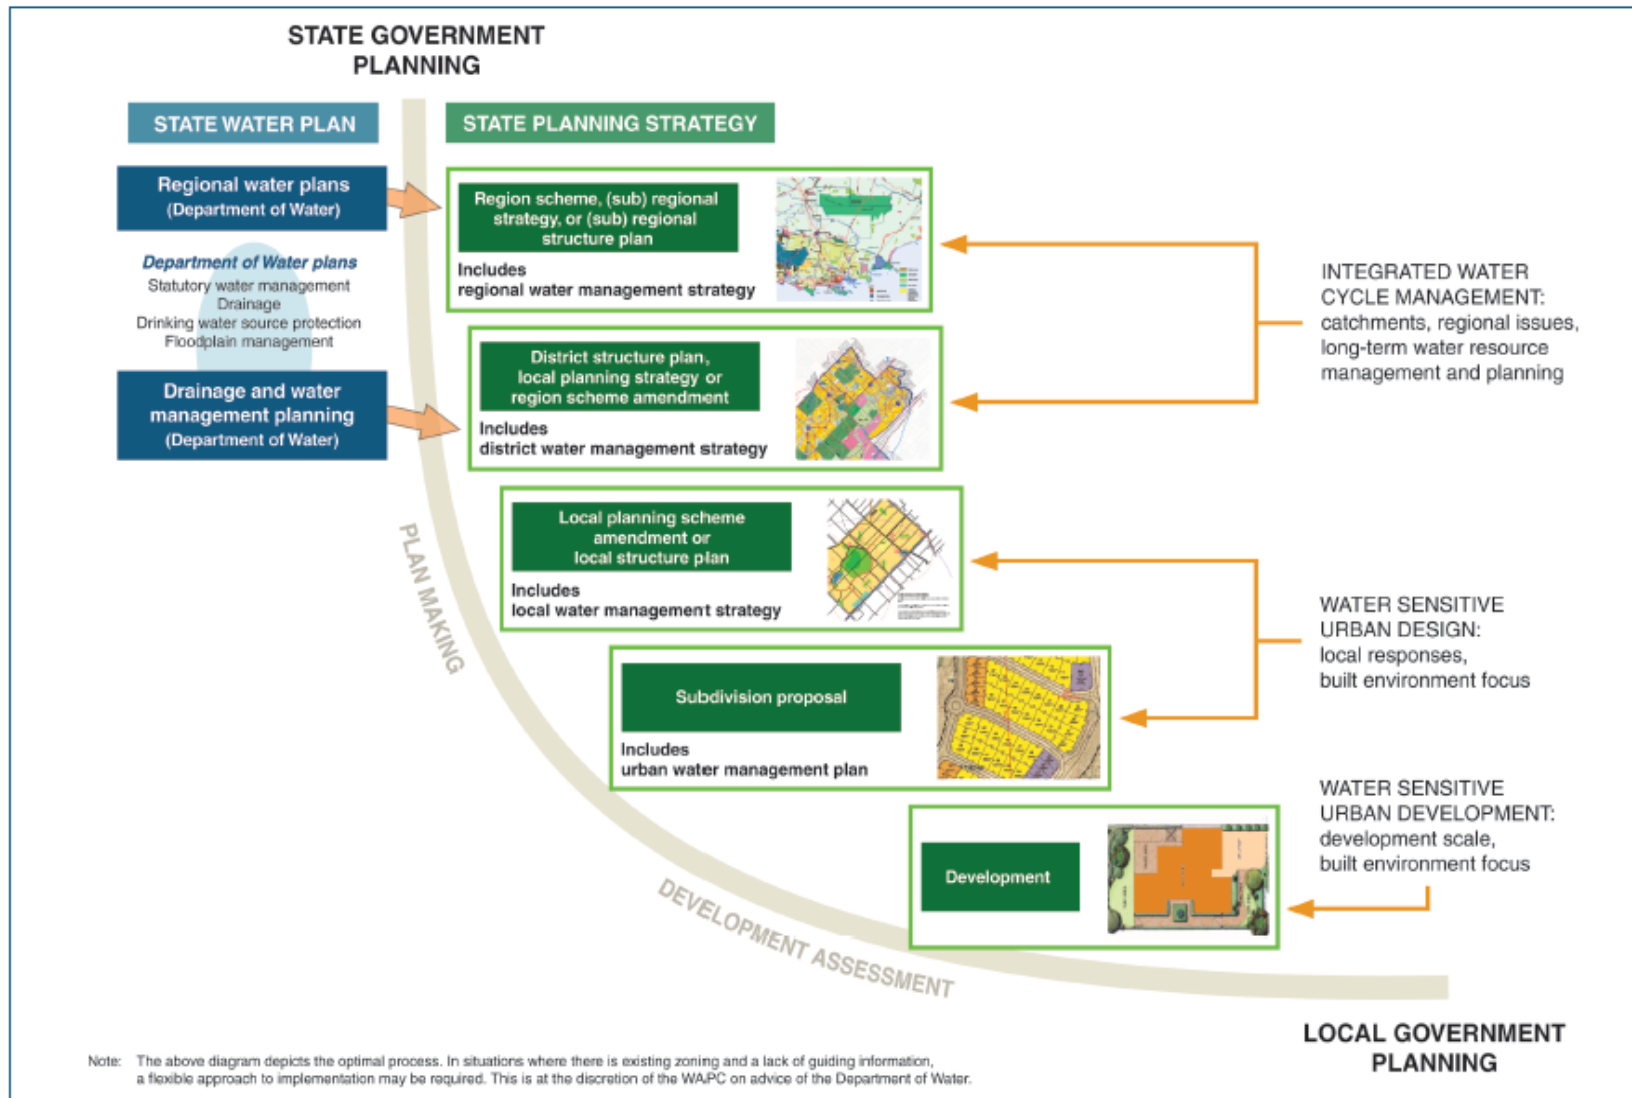 STATE GOVERNMENT
PLANNING
STATE WATER PLAN
STATE PLANNING STRATEGY
Regional water plans
(Department of Water)
Department of Water plans
Statutory water management
Drainage
Drinking water source protection
Floodplain management
Drainage and water
management planning
(Department of Water)
Region scheme, (sub) regional
strategy, or (sub) regional
structure plan
Includes
regional water management strategy
District structure plan,
local planning strategy or
region scheme amendment
Includes
district water management strategy
Local planning scheme
amendment or
local structure plan
Includes
local water management strategy
Subdivision proposal
Includes
urban water management plan
Development
INTEGRATED WATER
CYCLE MANAGEMENT:
catchments, regional issues,
long-term water resource
management and planning
WATER SENSITIVE
URBAN DESIGN:
local responses,
built environment focus
WATER SENSITIVE
URBAN DEVELOPMENT:
development scale,
built environment focus
PLAN MAKING
DEVELOPMENT ASSESSMENT
LOCAL GOVERNMENT
PLANNING
Note: The above diagram depicts the optimal process. In situations where there is existing zoning and a lack of guiding information,
a flexible approach to implementation may be required. This is at the discretion of the WAPC on advice of the Department of Water.